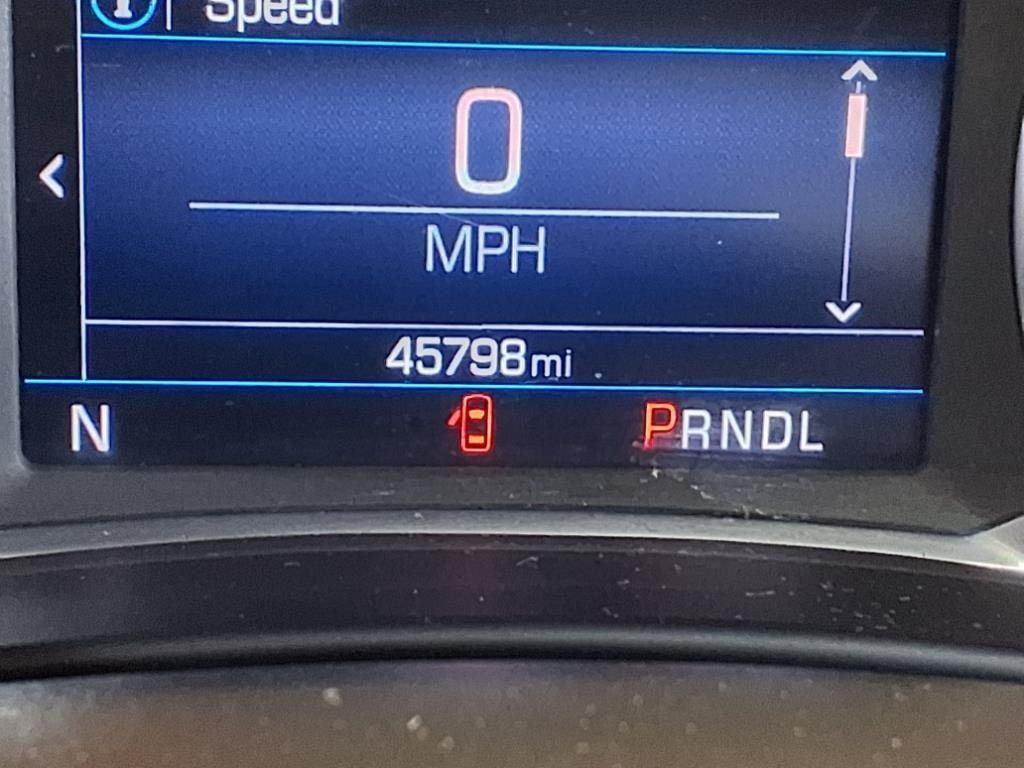 Speed
0
MPH
45798mi
N PRNDL